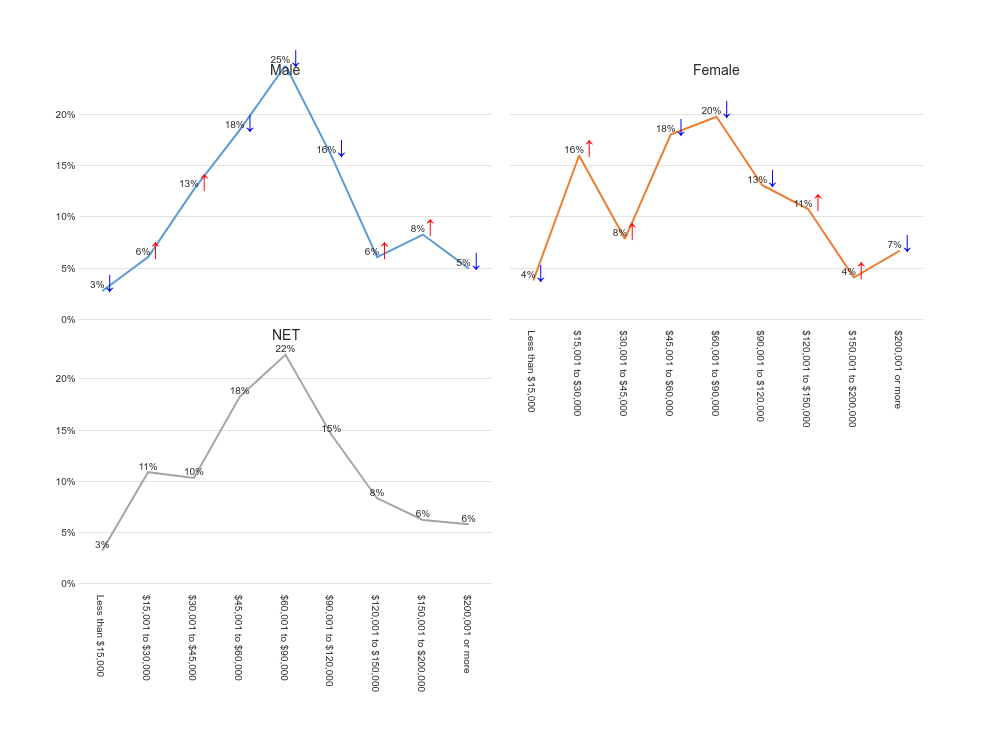 Male
25%↓
20%
18%↓
16%↓
15%
13%↑
10%
8%↑
6%↑
6%↑
5%
5%↓
3%↓
0%
Female
20%↓
18%↓
16%↑
13%↓
11%↑
8%↑
7%↓
4%↓
4%↑
Less than $15,000
$15,001 to $30,000
$30,001 to $45,000
$45,001 to $60,000
$60,001 to $90,000
$90,001 to $120,000
$120,001 to $150,000
$150,001 to $200,000
$200,001 or more
NET
22%
20%
18%
15%
15%
11%
10%
10%
8%
6%
6%
5%
3%
0%
Less than $15,000
$15,001 to $30,000
$30,001 to $45,000
$45,001 to $60,000
$60,001 to $90,000
$90,001 to $120,000
$120,001 to $150,000
$150,001 to $200,000
$200,001 or more